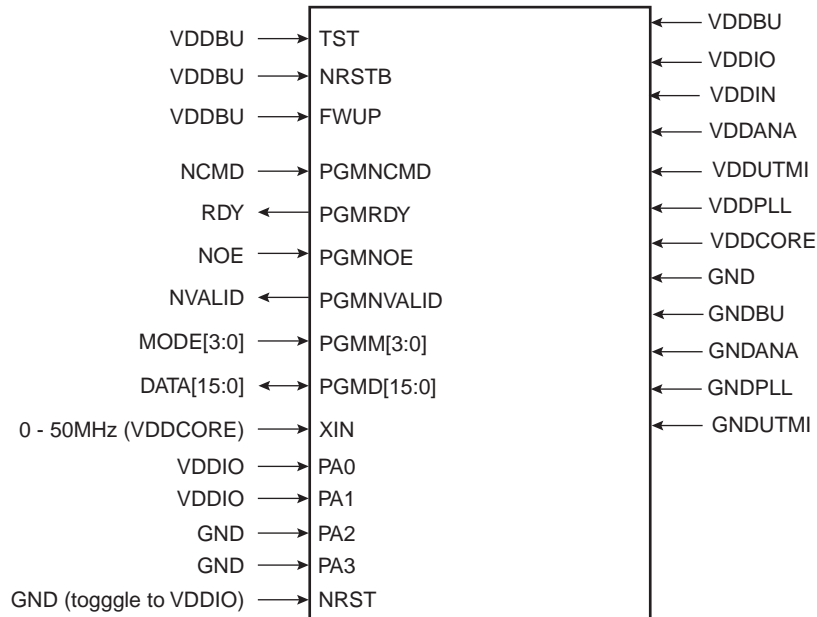 VDDBU TST
VDDBU NRSTB
VDDBU FWUP
NCMD PGMNCMD
RDY PGMRDY
NOE PGMNOE
NVALID PGMNVALID
MODE[3:0] PGMM[3:0]
DATA[15:0] PGMD[15:0]
0 - 50MHz (VDDCORE) XIN
VDDIO PA0
VDDIO PA1
GND PA2
GND PA3
GND (togggle to VDDIO) NRST
VDDBU
VDDIO
VDDIN
VDDANA
VDDUTMI
VDDPLL
VDDCORE
GND
GNDBU
GNDANA
GNDPLL
GNDUTMI